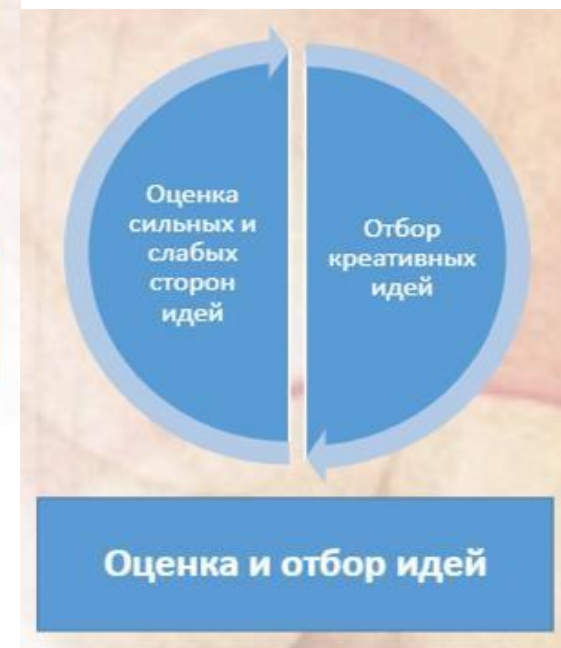 Оценка
сильных и
слабых
сторон
идей
Отбор
креативных
идей
Оценка и отбор идей